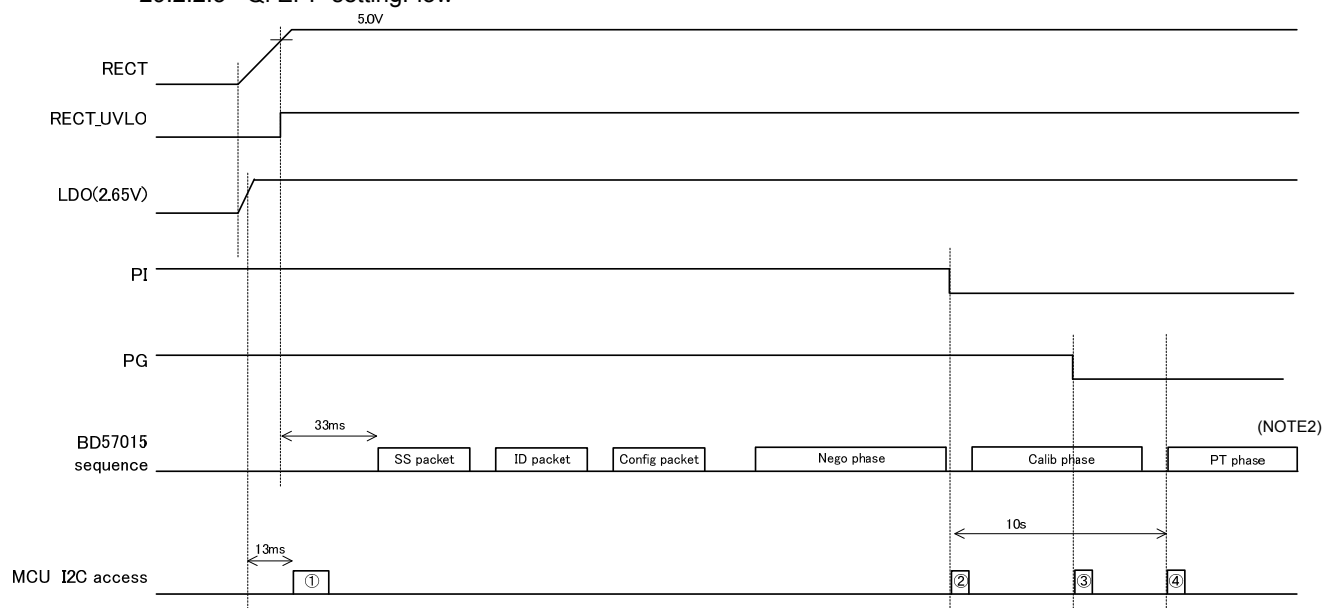 5.0V
RECT
RECT_UVLO
LDO(2.65V)
PI
PG
33ms
(NOTE2)
BD57015
sequence
SS packet
ID packet
Config packet
Nego phase
Calib phase
PT phase
10s
13ms
MCU I2C access
①
②
③
④